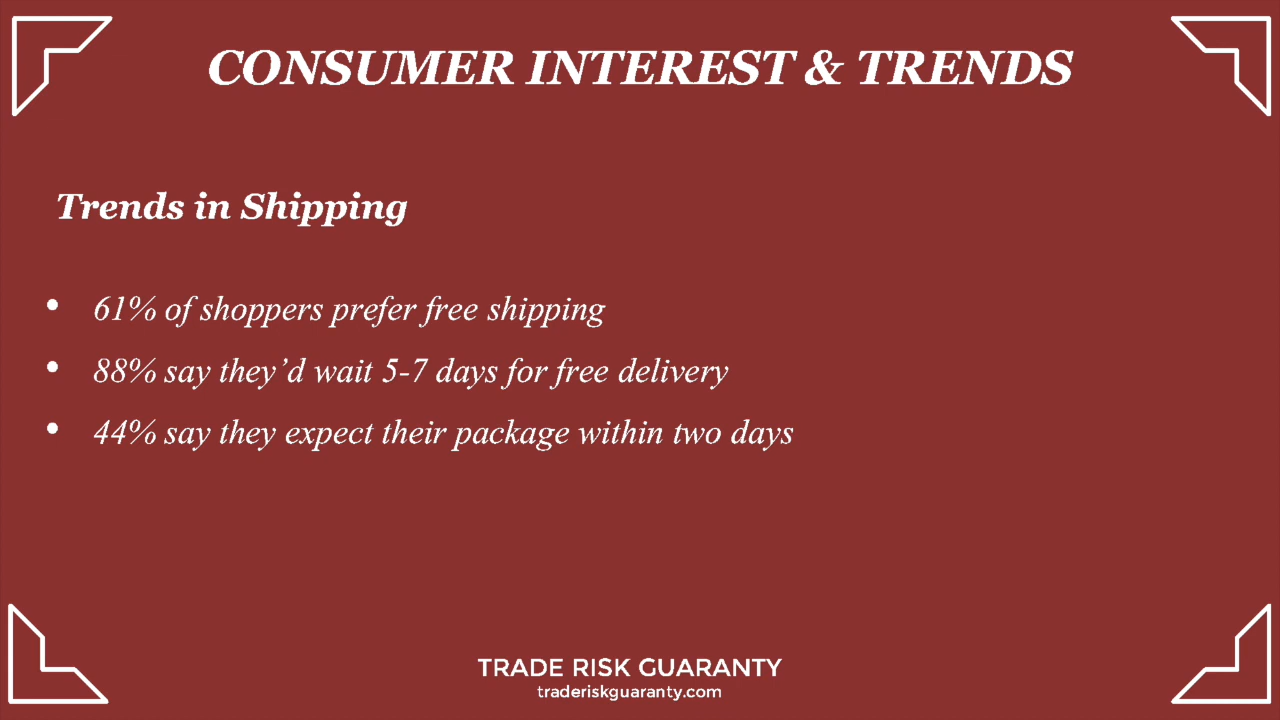 CONSUMER INTEREST & TRENDS
Trends in Shipping
• 61% of shoppers prefer free shipping
• 88% say they’d wait 5-7 days for free delivery
• 44% say they expect their package within two days
TRADE RISK GUARANTY
traderiskguaranty.com